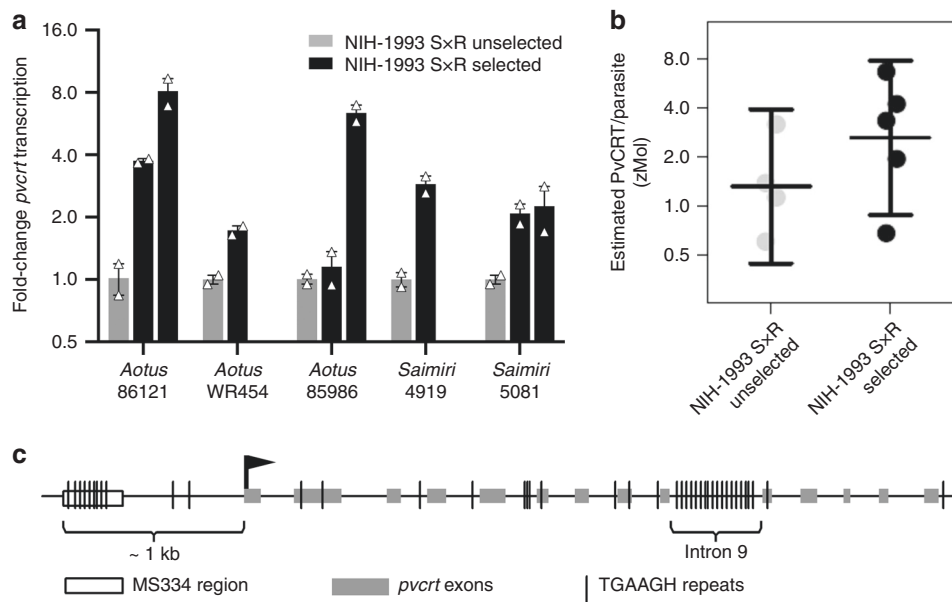 a
Fold-change pvcrt transcription
16.0
8.0
4.0
2.0
1.0
0.5
NIH-1993 S×R unselected
NIH-1993 S×R selected
Aotus
86121
Aotus
WR454
Aotus
85986
Saimiri
4919
Saimiri
5081
b
Estimated PvCRT/parasite
(zMol)
8.0
4.0
2.0
1.0
0.5
NIH-1993 S×R
unselected
NIH-1993 S×R
selected
c
~ 1 kb
Intron 9
MS334 region
pvcrt exons
TGAAGH repeats